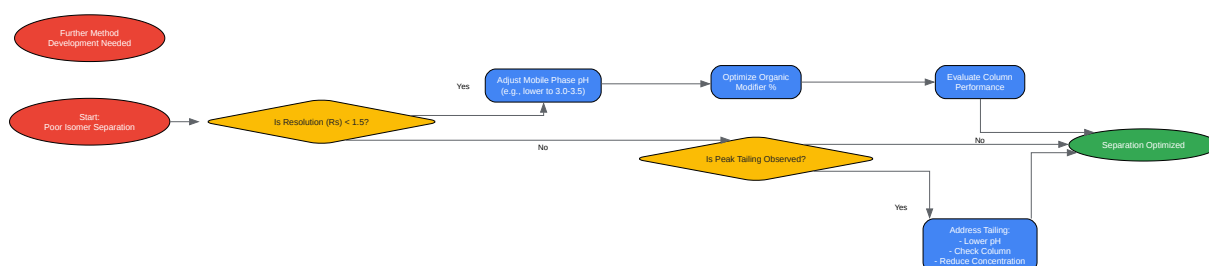 Further Method
Development Needed
Start:
Poor Isomer Separation
Is Resolution (Rs) < 1.5?
Yes
Adjust Mobile Phase pH
(e.g., lower to 3.0-3.5)
Optimize Organic
Modifier %
Evaluate Column
Performance
No
Is Peak Tailing Observed?
No
Separation Optimized
Yes
Address Tailing:
- Lower pH
- Check Column
- Reduce Concentration